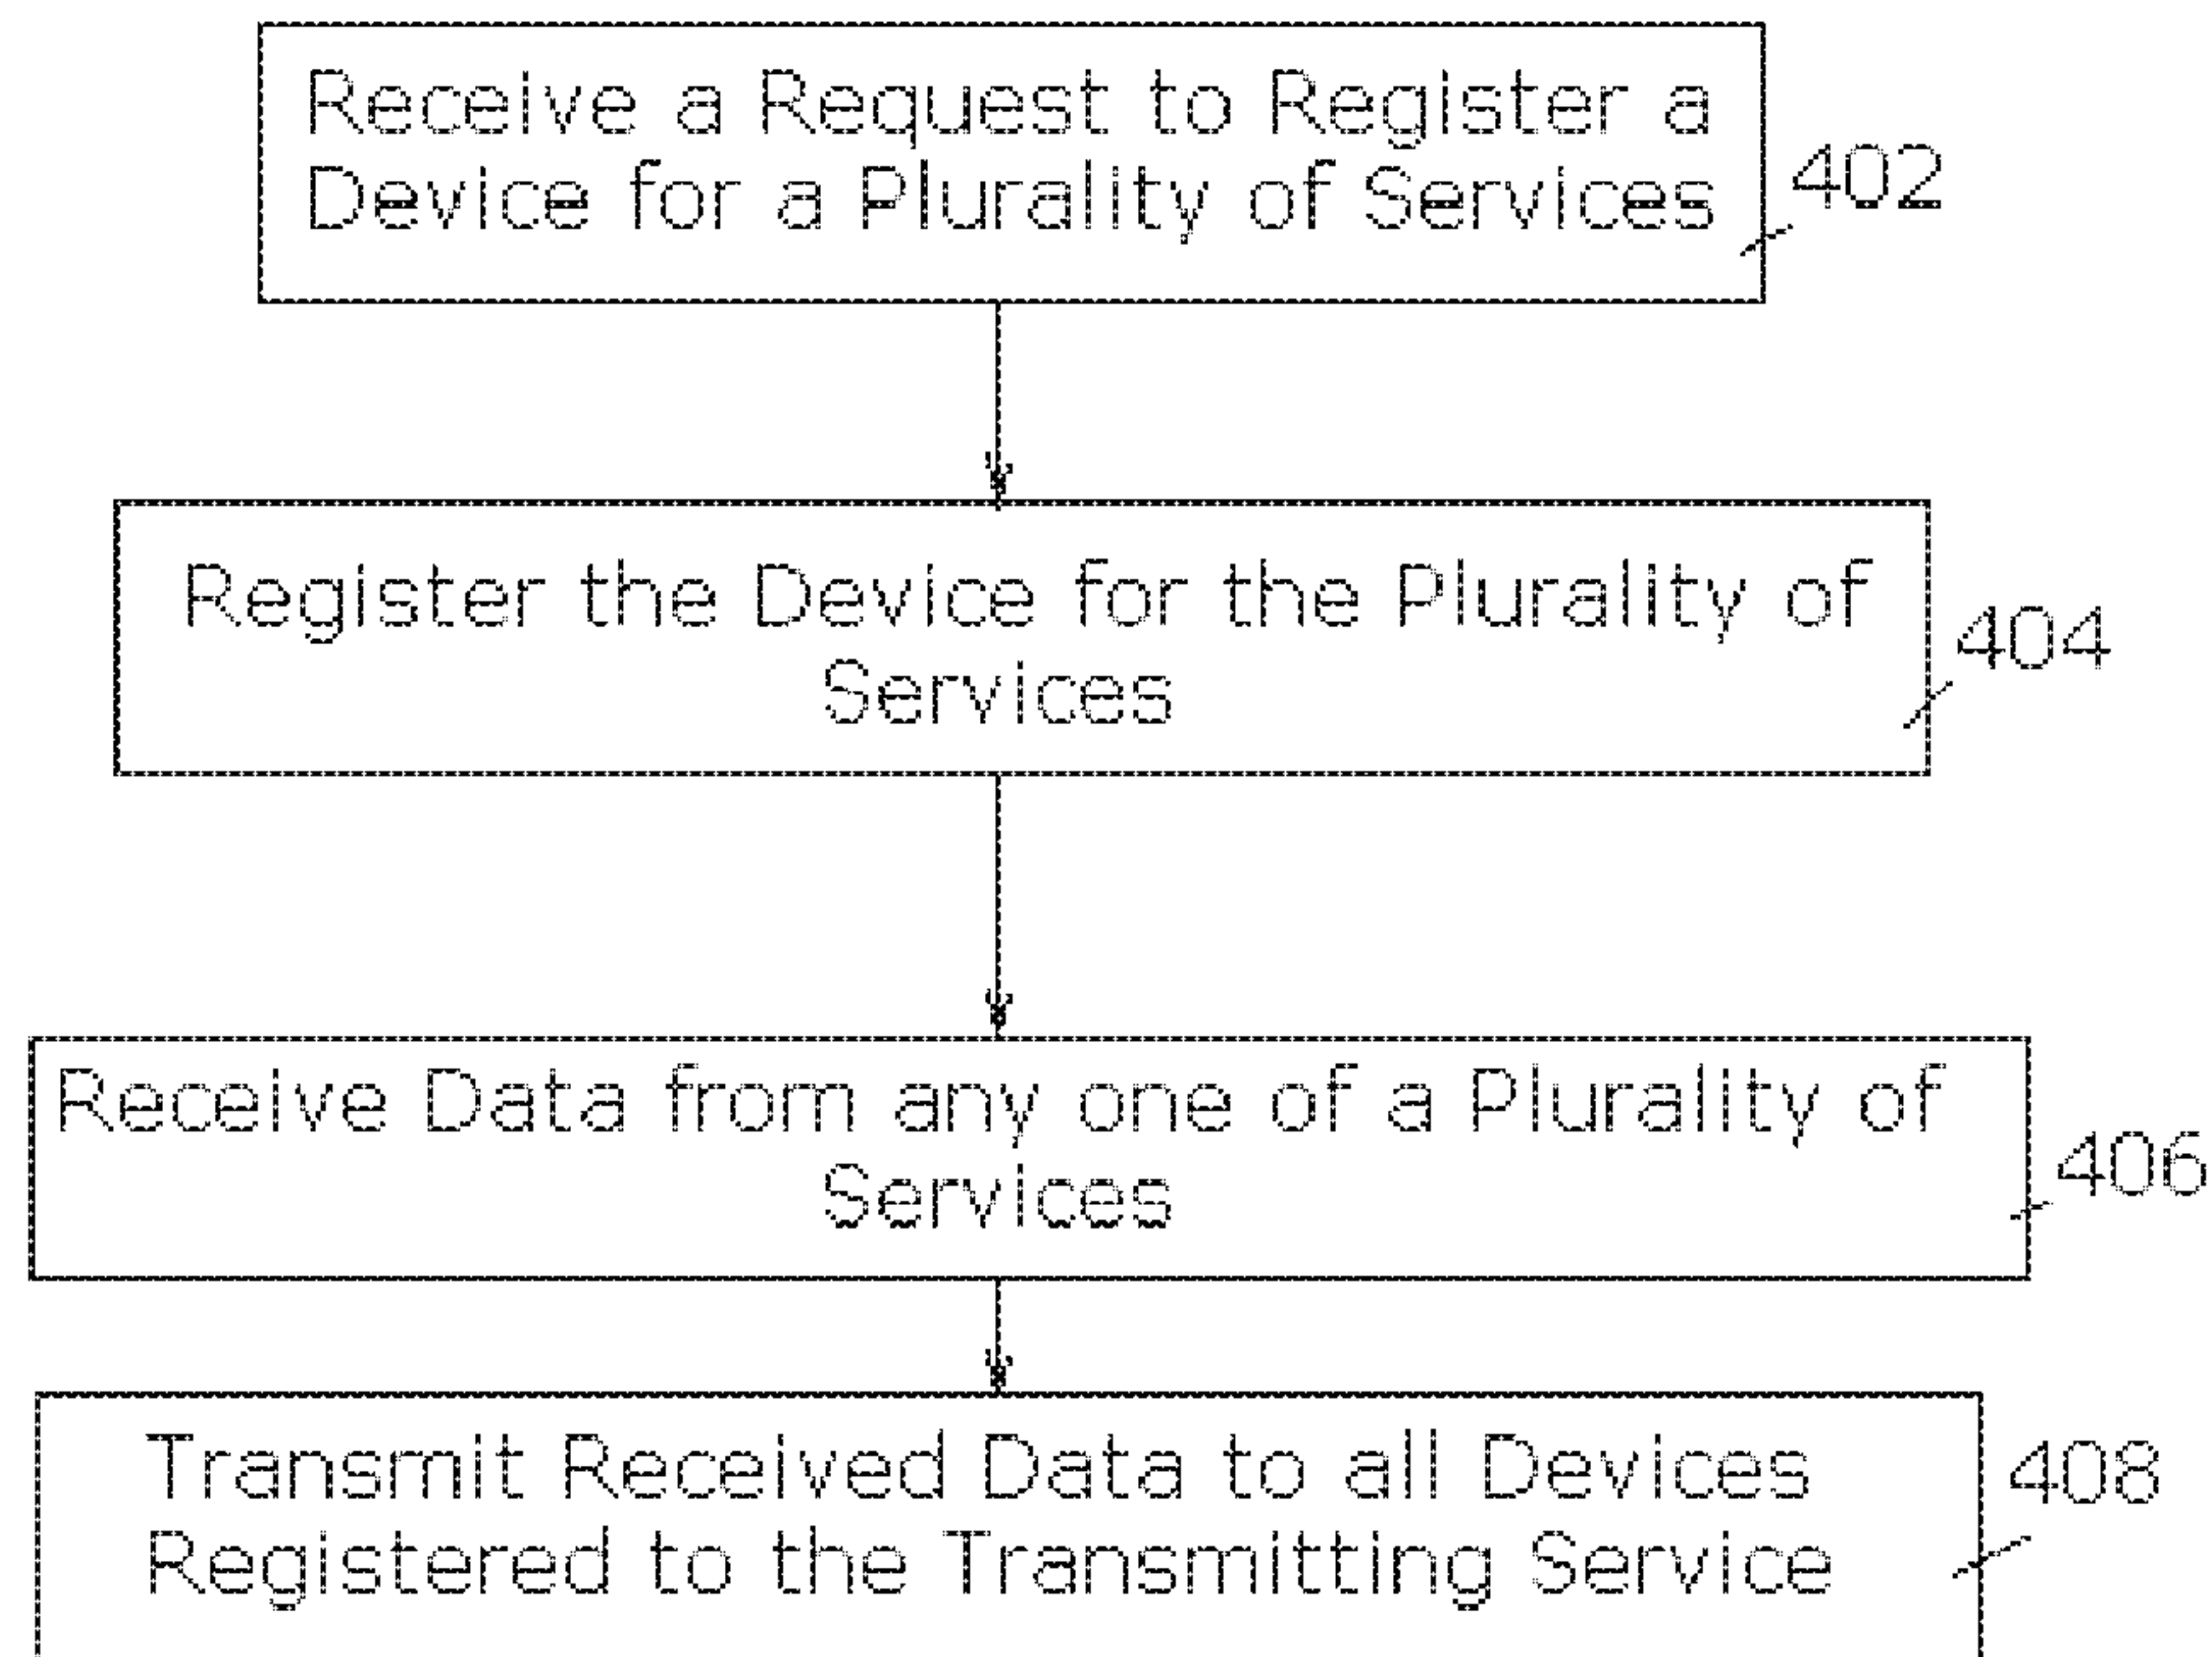 Receive a Request to Register a
Device for a Plurality of Services
402
Register the Device for the Plurality of
Services
404
Receive Data from any one of a Plurality of
Services
406
Transmit Received Data to all Devices
Registered to the Transmitting Service
408